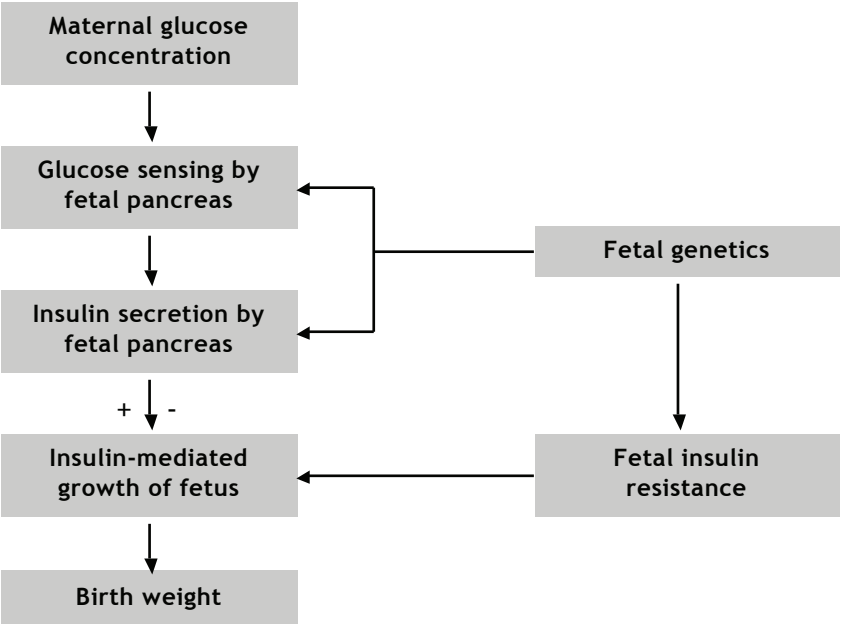 Maternal glucose
concentration
Glucose sensing by
fetal pancreas
Fetal genetics
Insulin secretion by
fetal pancreas
+ -
Insulin-mediated
growth of fetus
Fetal insulin
resistance
Birth weight